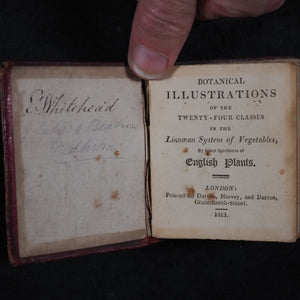 E Whitehead
BOTANICAL
ILLUSTRATIONS
OF THE
TWENTY-FOUR CLASSES
IN THE
Linnæan System of Vegetables,
By Select Specimens of
English Plants.
LONDON:
Printed for Darton, Harvey, and Darton,
Gracechurch-Street.
1813.